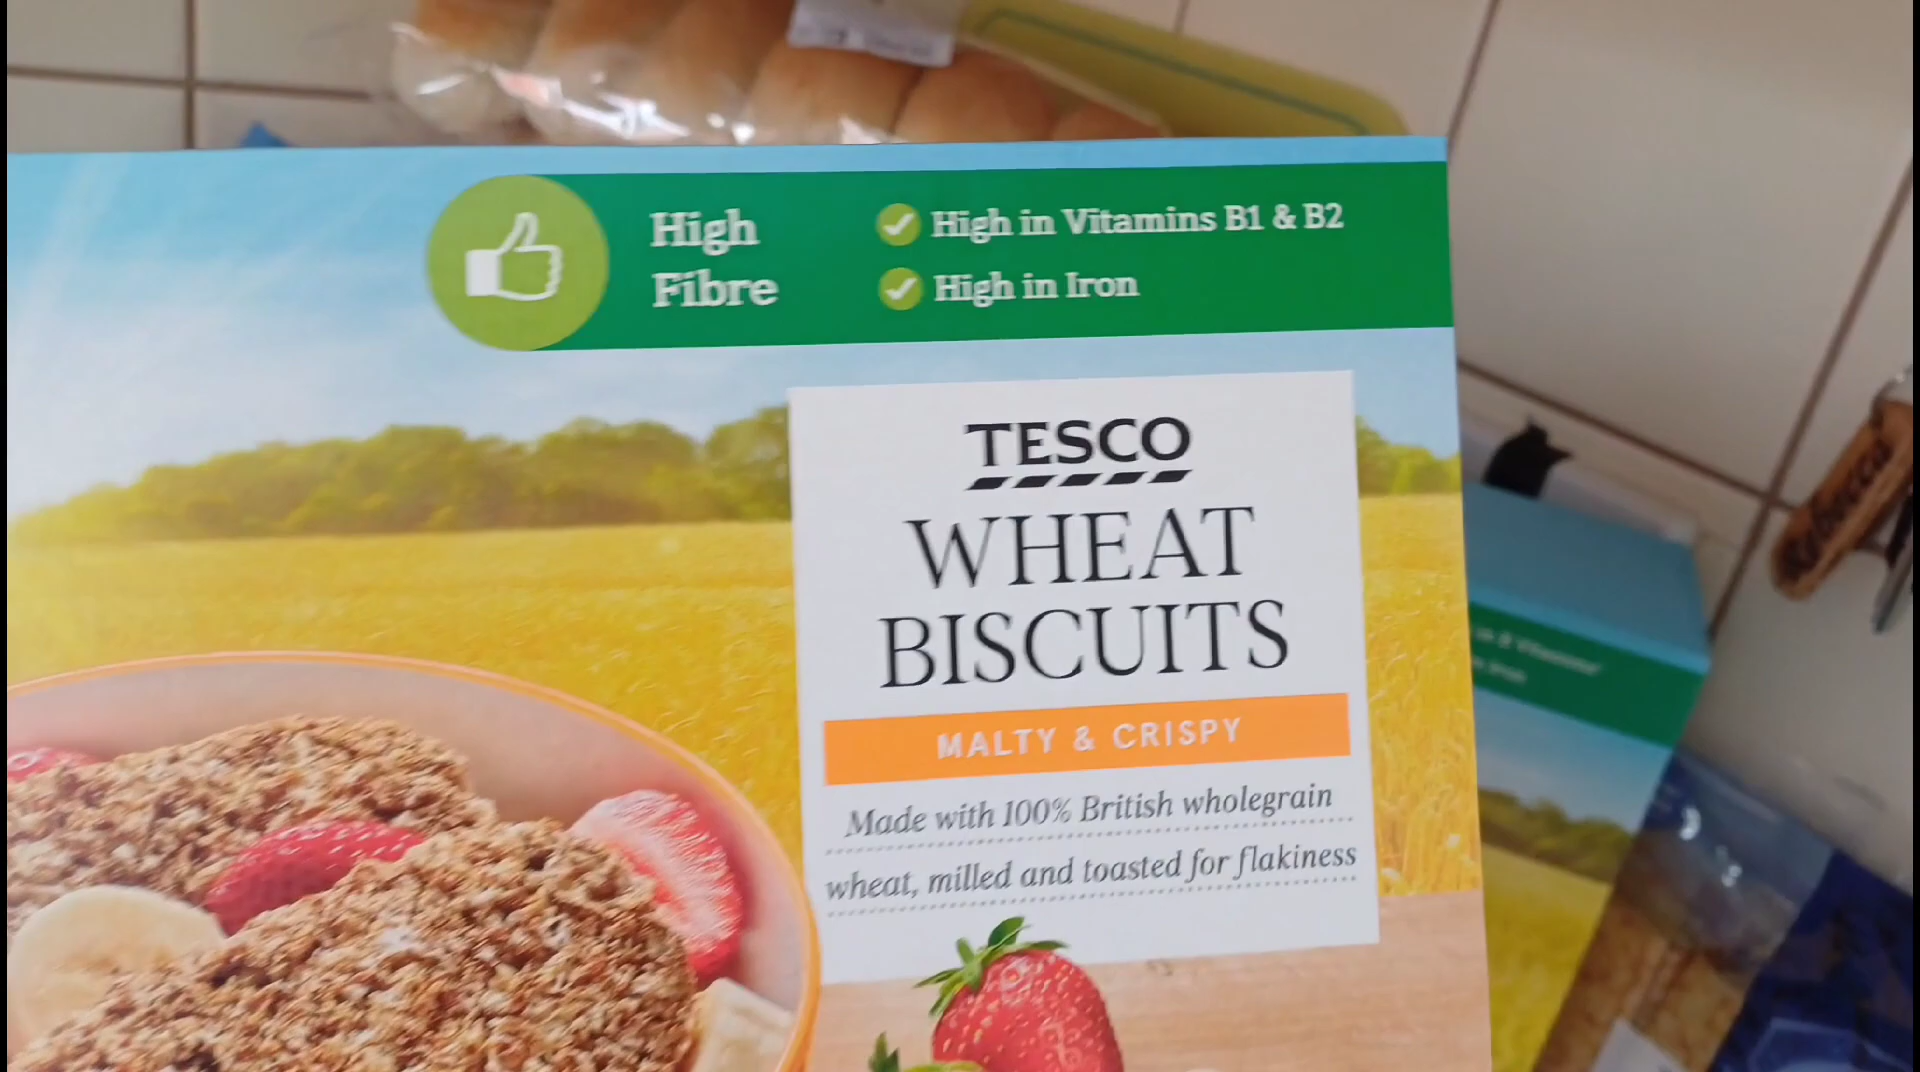 High
Fibre
High in Vitamins B1 & B2
High in Iron
TESCO
WHEAT
BISCUITS
MALTY & CRISPY
Made with 100% British wholegrain
wheat, milled and toasted for flakiness
Vitamins